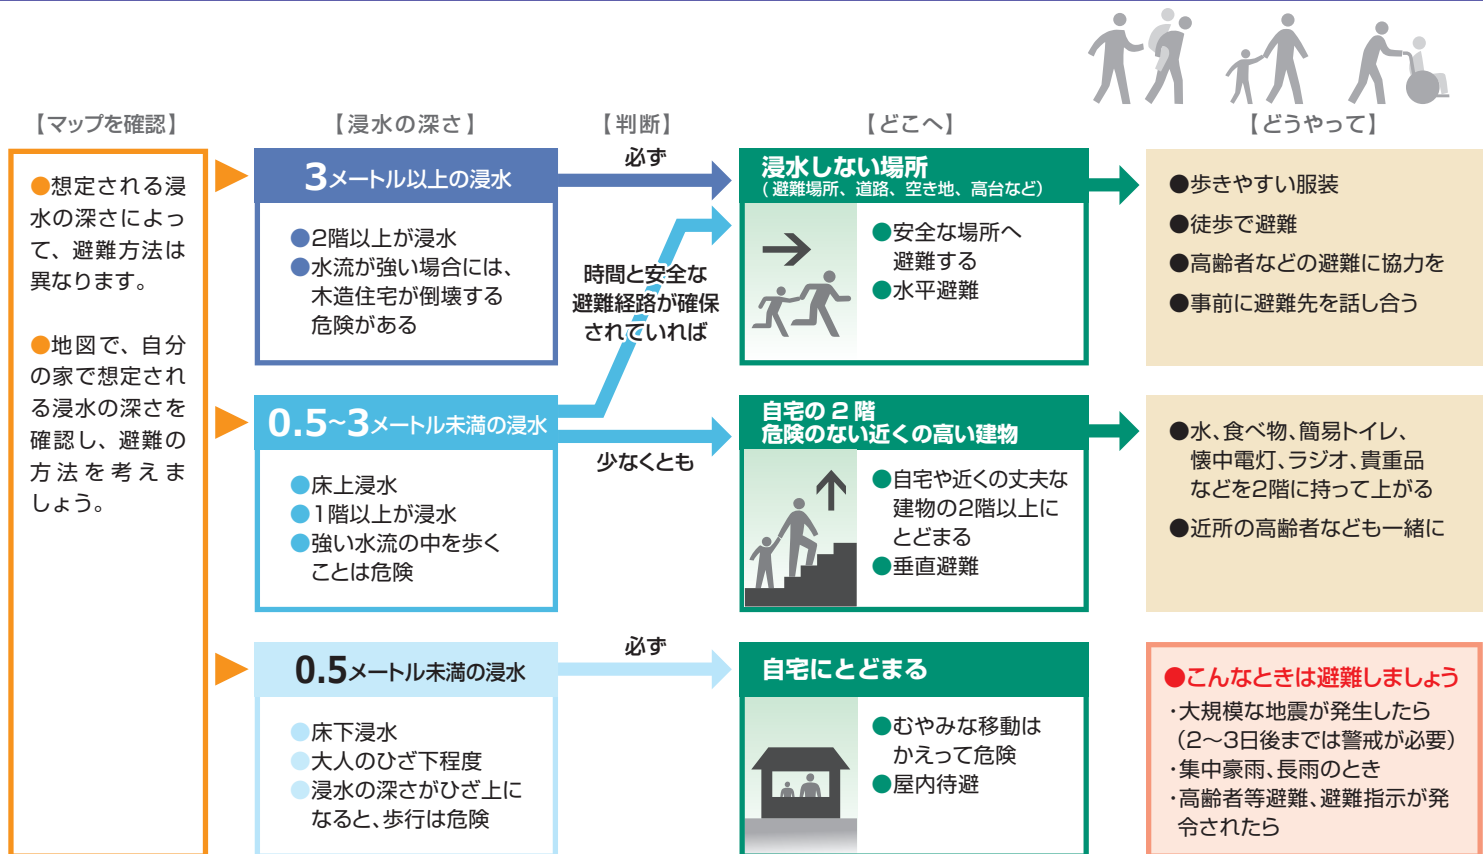 【マップを確認】
【浸水の深さ】
【判断】
【どこへ】
【どうやって】
●想定される浸
水の深さによっ
て、避難方法は
異なります。
●地図で、自分
の家で想定され
る浸水の深さを
確認し、避難の
方法を考えま
しょう。
3メートル以上の浸水
●2階以上が浸水
●水流が強い場合には、
木造住宅が倒壊する
危険がある
必ず
浸水しない場所
(避難場所、道路、空き地、高台など)
●安全な場所へ
避難する
●水平避難
●歩きやすい服装
●徒歩で避難
●高齢者などの避難に協力を
●事前に避難先を話し合う
時間と安全な
避難経路が確保
されていれば
0.5~3メートル未満の浸水
●床上浸水
●1階以上が浸水
●強い水流の中を歩く
ことは危険
少なくとも
自宅の2階
危険のない近くの高い建物
●自宅や近くの丈夫な
建物の2階以上に
とどまる
●垂直避難
●水、食べ物、簡易トイレ、
懐中電灯、ラジオ、貴重品
などを2階に持って上がる
●近所の高齢者なども一緒に
0.5メートル未満の浸水
●床下浸水
●大人のひざ下程度
●浸水の深さがひざ上に
なると、歩行は危険
必ず
自宅にとどまる
●むやみな移動は
かえって危険
●屋内待避
●こんなときは避難しましょう
・大規模な地震が発生したら
(2〜3日後までは警戒が必要)
・集中豪雨、長雨のとき
・高齢者等避難、避難指示が発
令されたら